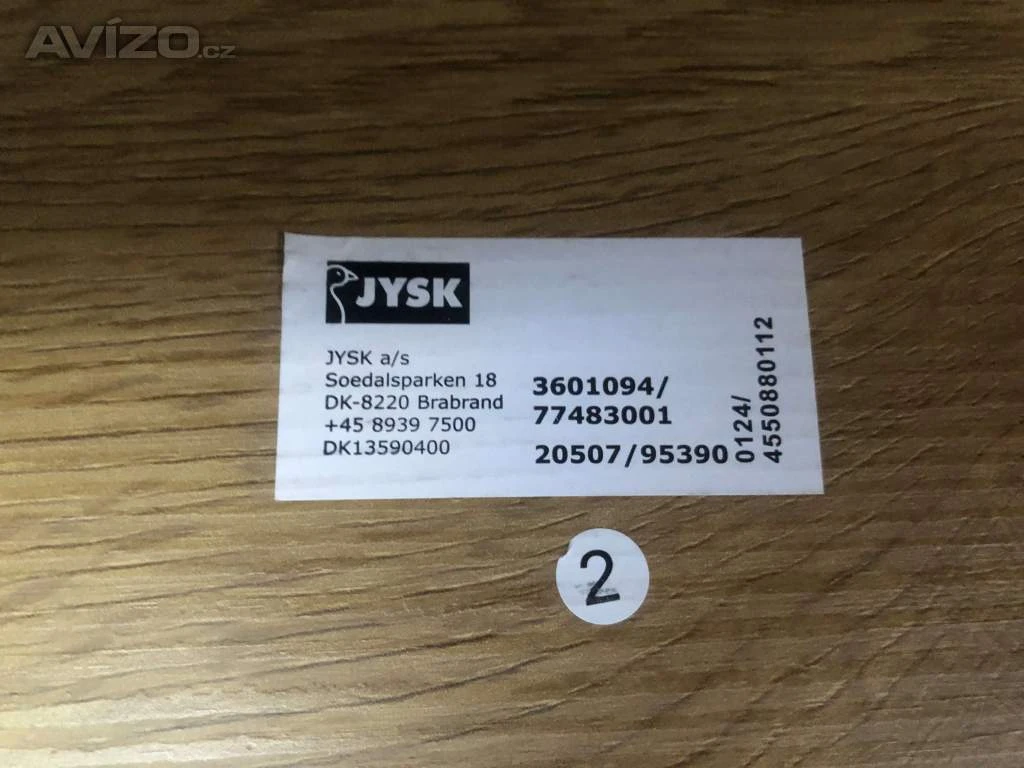 AVÍZO.cz
JYSK
JYSK a/s
Soedalsparken 18
DK-8220 Brabrand
+45 8939 7500
DK13590400
3601094/
77483001
20507/95390
0124/
4550880112
2